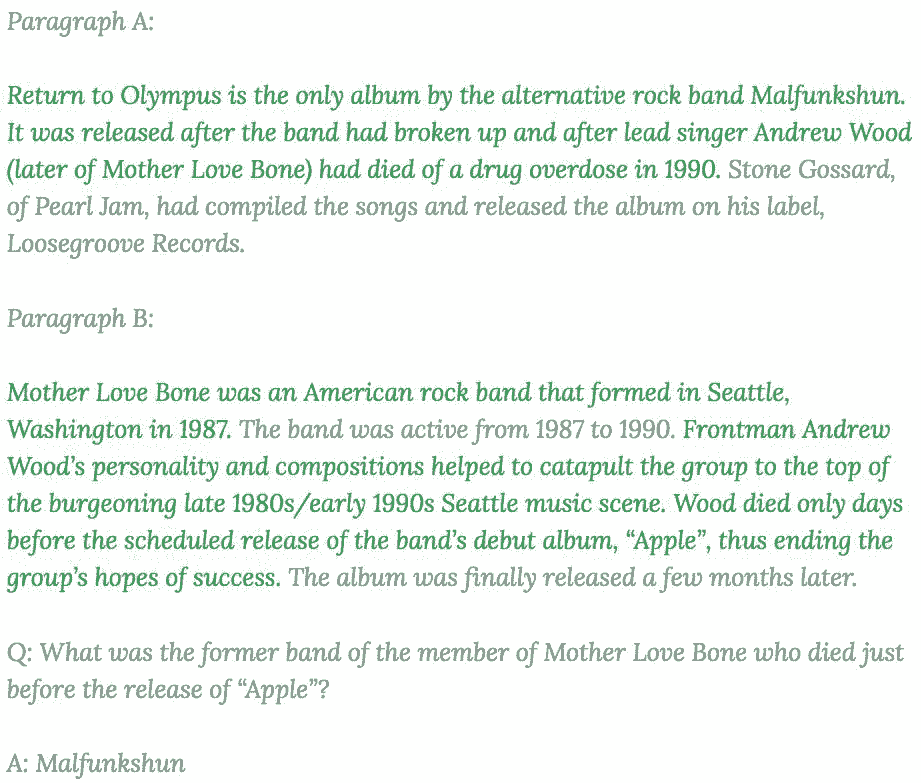 Paragraph A:
Return to Olympus is the only album by the alternative rock band Malfunkshun.
It was released after the band had broken up and after lead singer Andrew Wood
(later of Mother Love Bone) had died of a drug overdose in 1990. Stone Gossard,
of Pearl Jam, had compiled the songs and released the album on his label,
Loosegroove Records.
Paragraph B:
Mother Love Bone was an American rock band that formed in Seattle,
Washington in 1987. The band was active from 1987 to 1990. Frontman Andrew
Wood’s personality and compositions helped to catapult the group to the top of
the burgeoning late 1980s/early 1990s Seattle music scene. Wood died only days
before the scheduled release of the band’s debut album, “Apple”, thus ending the
group’s hopes of success. The album was finally released a few months later.
Q: What was the former band of the member of Mother Love Bone who died just
before the release of “Apple”?
A: Malfunkshun